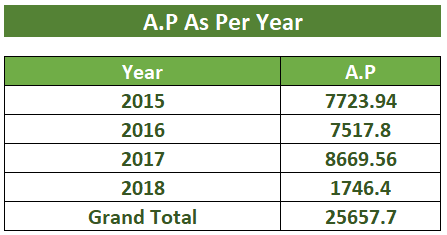 A.P As Per Year
Year A.P
2015 7723.94
2016 7517.8
2017 8669.56
2018 1746.4
Grand Total 25657.7